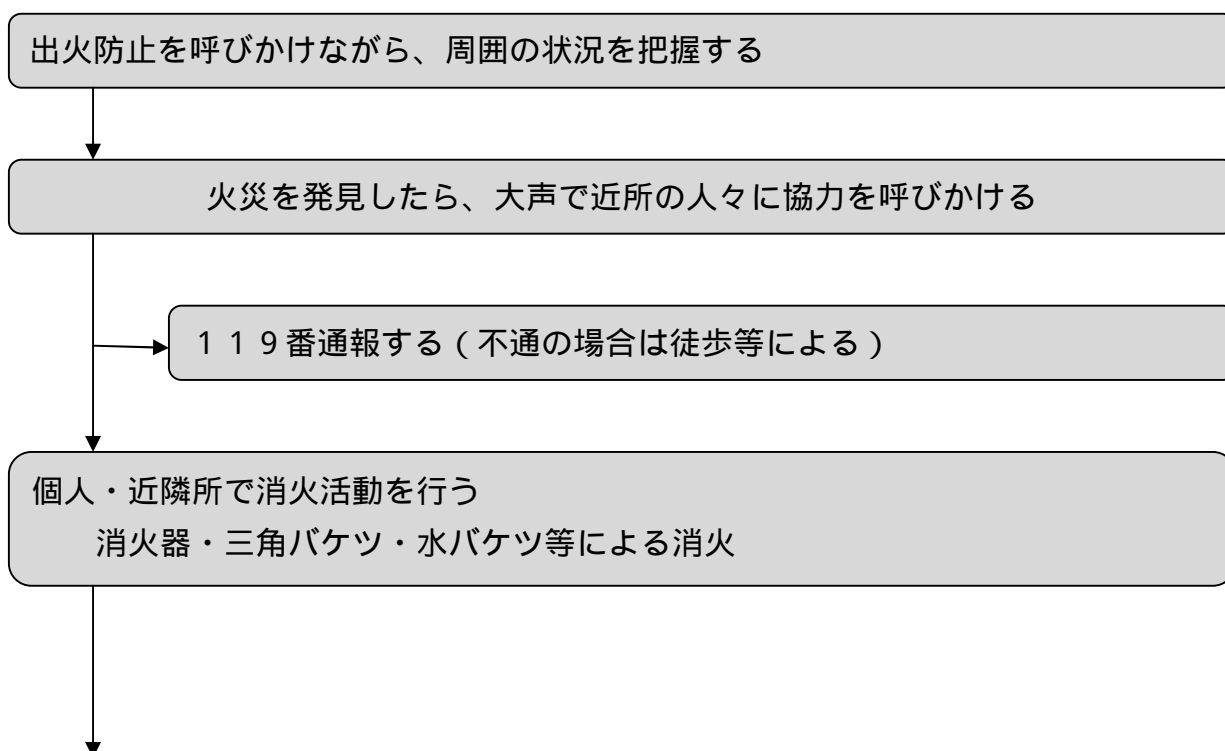 出火防止を呼びかけながら、周囲の状況を把握する
火災を発見したら、大声で近所の人々に協力を呼びかける
１１９番通報する（不通の場合は徒歩等による）
個人・近隣所で消火活動を行う
消火器・三角バケツ・水バケツ等による消火